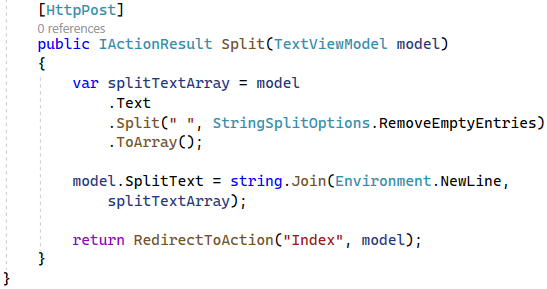 [HttpPost]
0 references
public IActionResult Split(TextViewModel model)
{
var splitTextArray = model
.Text
.Split(" ", StringSplitOptions.RemoveEmptyEntries)
.ToArray();
model.SplitText = string.Join(Environment.NewLine,
splitTextArray);
return RedirectToAction("Index", model);
}
}